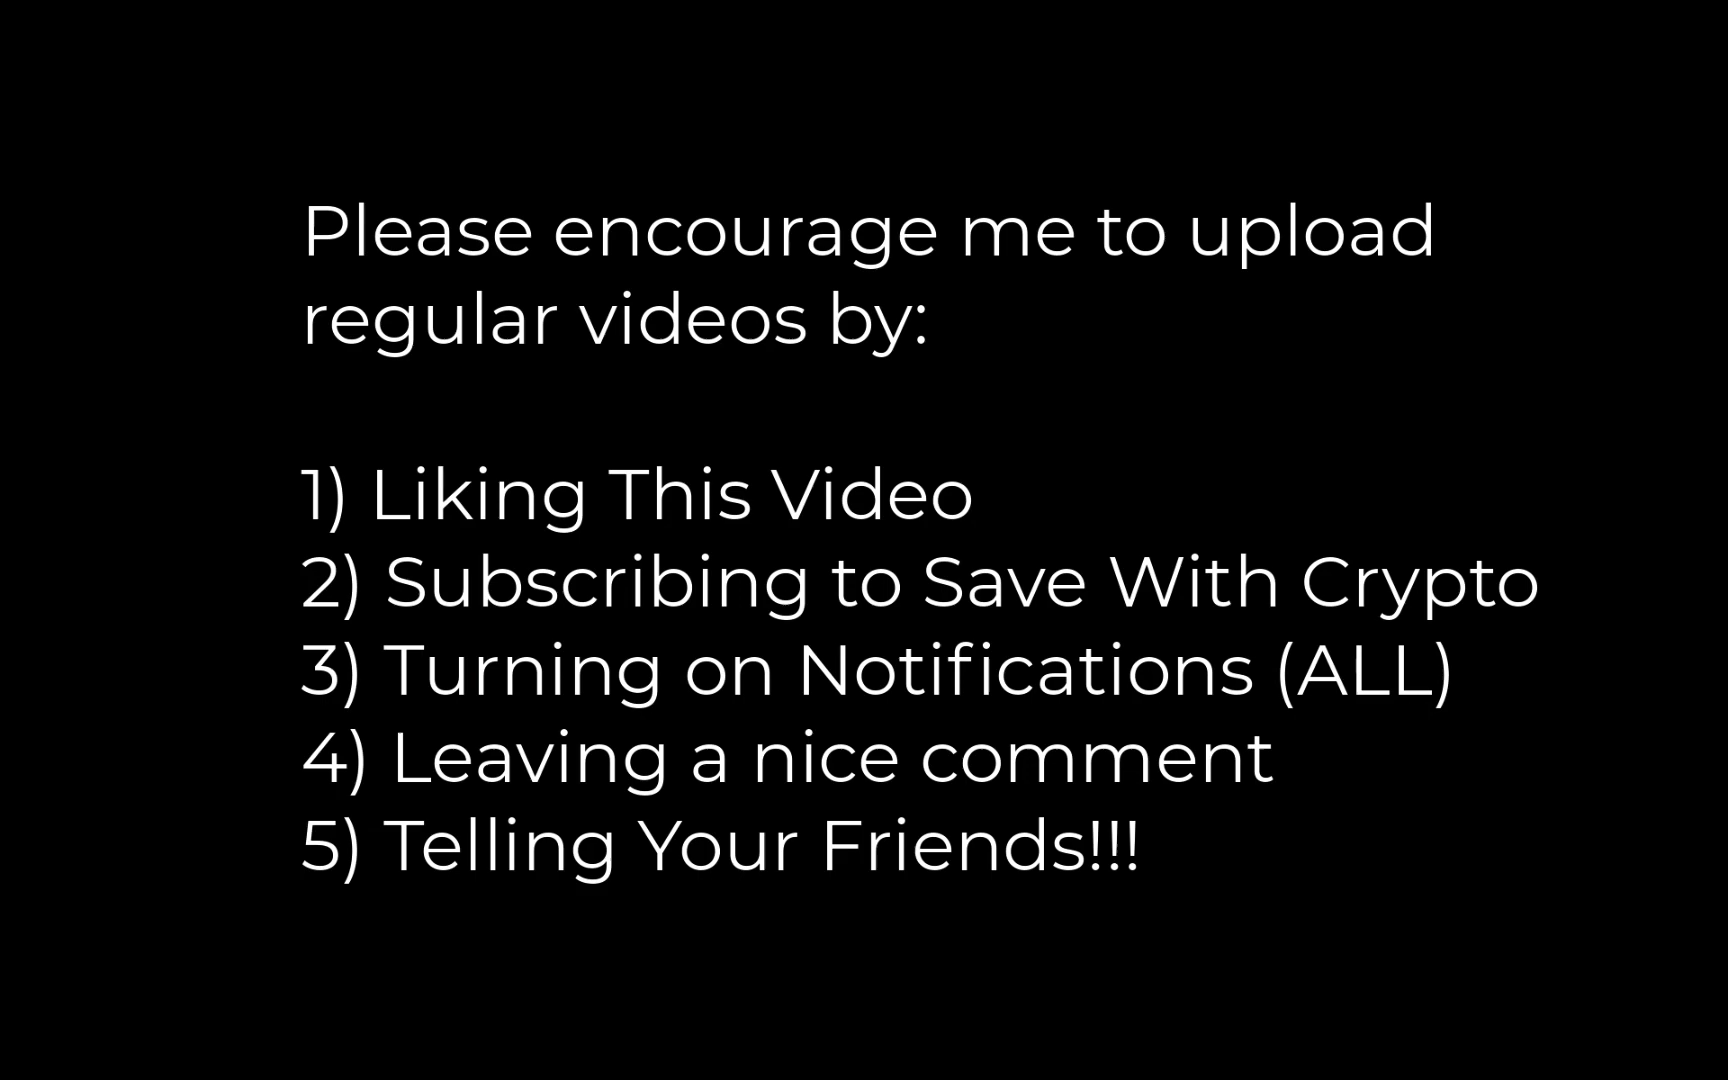 Please encourage me to upload
regular videos by:
1) Liking This Video
2) Subscribing to Save With Crypto
3) Turning on Notifications (ALL)
4) Leaving a nice comment
5) Telling Your Friends!!!